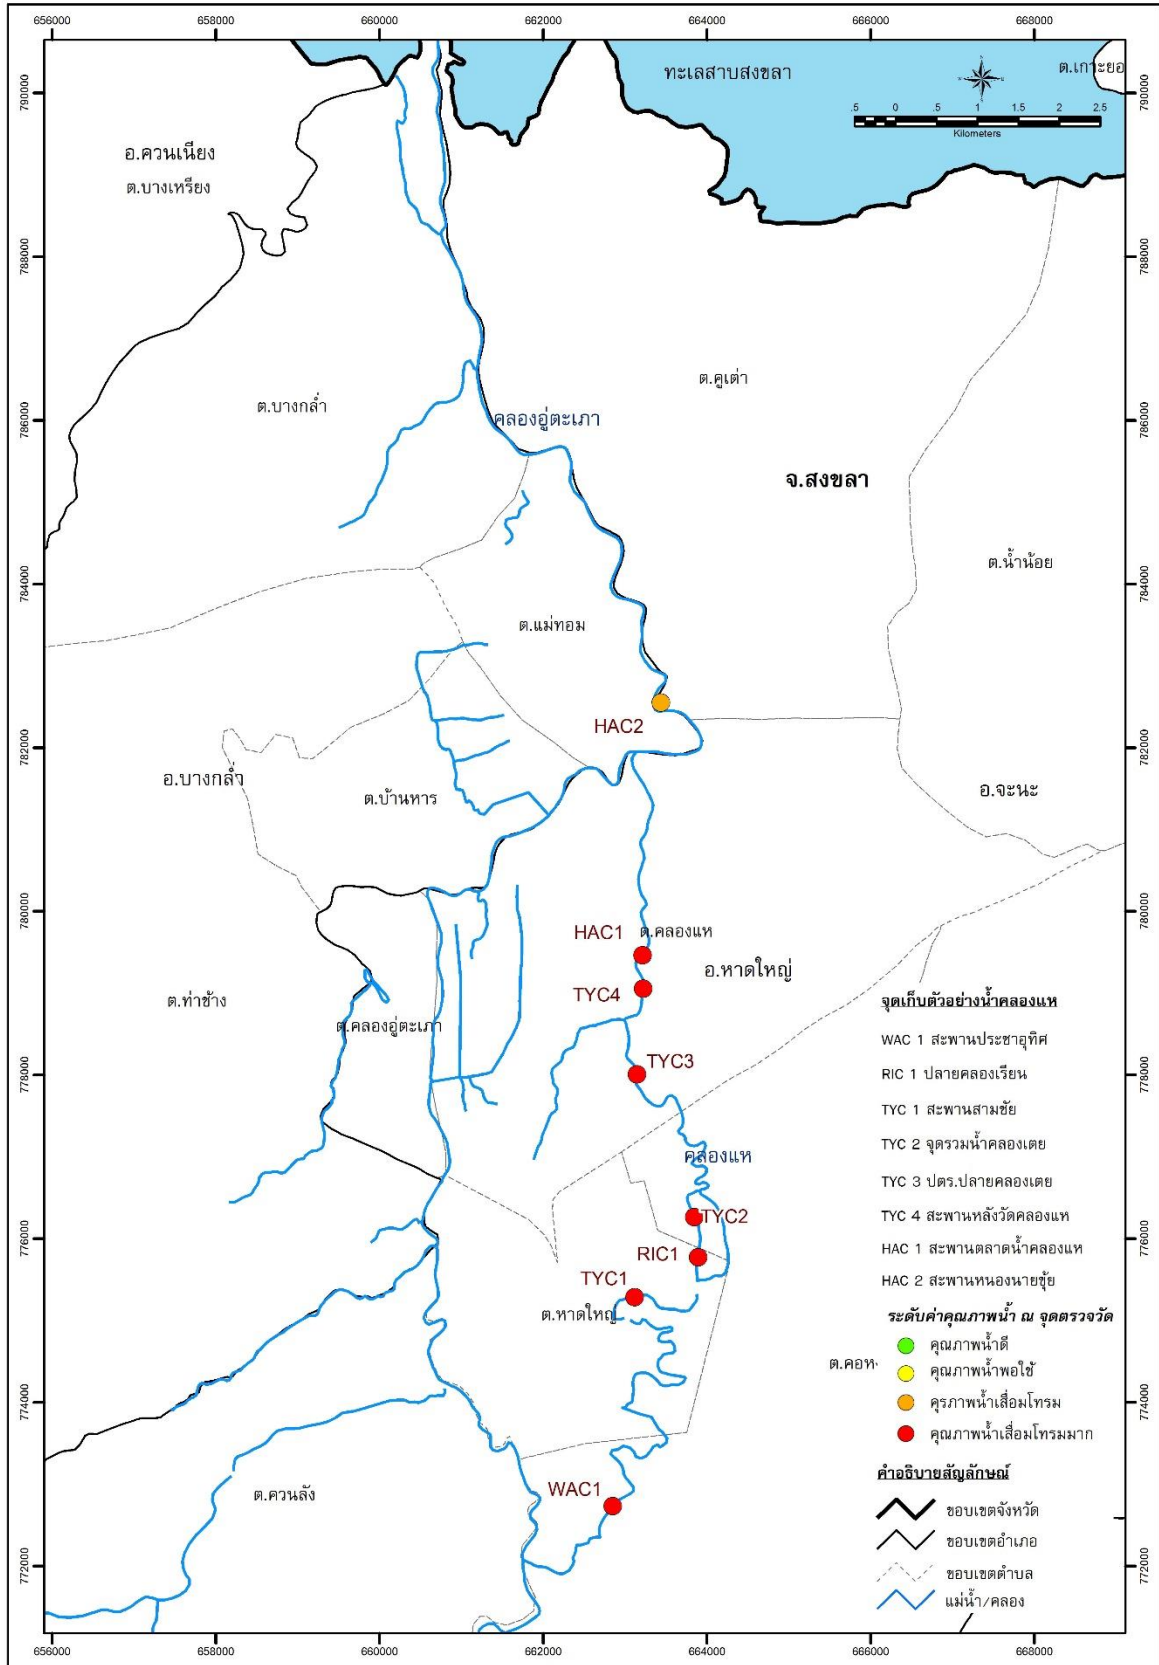 656000 658000 660000 662000 664000 666000 668000
790000 790000
788000 788000
786000 786000
784000 784000
782000 782000
780000 780000
778000 778000
776000 776000
774000 774000
772000 772000
ทะเลสาบสงขลา
ต.เกาะยอ
.5 0 .5 1 1.5 2 2.5
Kilometers
อ.ควนเนียง
ต.บางเหรียง
ต.คูเต่า
ต.บางกล่ำ
คลองอู่ตะเภา
จ.สงขลา
ต.น้ำน้อย
ต.แม่ทอม
HAC2
อ.บางกล่ำ
อ.จะนะ
ต.บ้านหาร
HAC1
ต.คลองแห
อ.หาดใหญ่
TYC4
ต.ท่าช้าง
ต.คลองอู่ตะเภา
TYC3
คลองแห
TYC2
RIC1
TYC1
ต.หาดใหญ่
ต.คอห
WAC1
ต.ควนลัง
จุดเก็บตัวอย่างน้ำคลองแห
WAC 1 สะพานประชาอุทิศ
RIC 1 ปลายคลองเรียน
TYC 1 สะพานสามชัย
TYC 2 จุดรวมน้ำคลองเตย
TYC 3 ปตร.ปลายคลองเตย
TYC 4 สะพานหลังวัดคลองแห
HAC 1 สะพานตลาดน้ำคลองแห
HAC 2 สะพานหนองนายขุ้ย
ระดับค่าคุณภาพน้ำ ณ จุดตรวจวัด
คุณภาพน้ำดี
คุณภาพน้ำพอใช้
คุรภาพน้ำเสื่อมโทรม
คุณภาพน้ำเสื่อมโทรมมาก
คำอธิบายสัญลักษณ์
ขอบเขตจังหวัด
ขอบเขตอำเภอ
ขอบเขตตำบล
แม่น้ำ/คลอง
656000 658000 660000 662000 664000 666000 668000